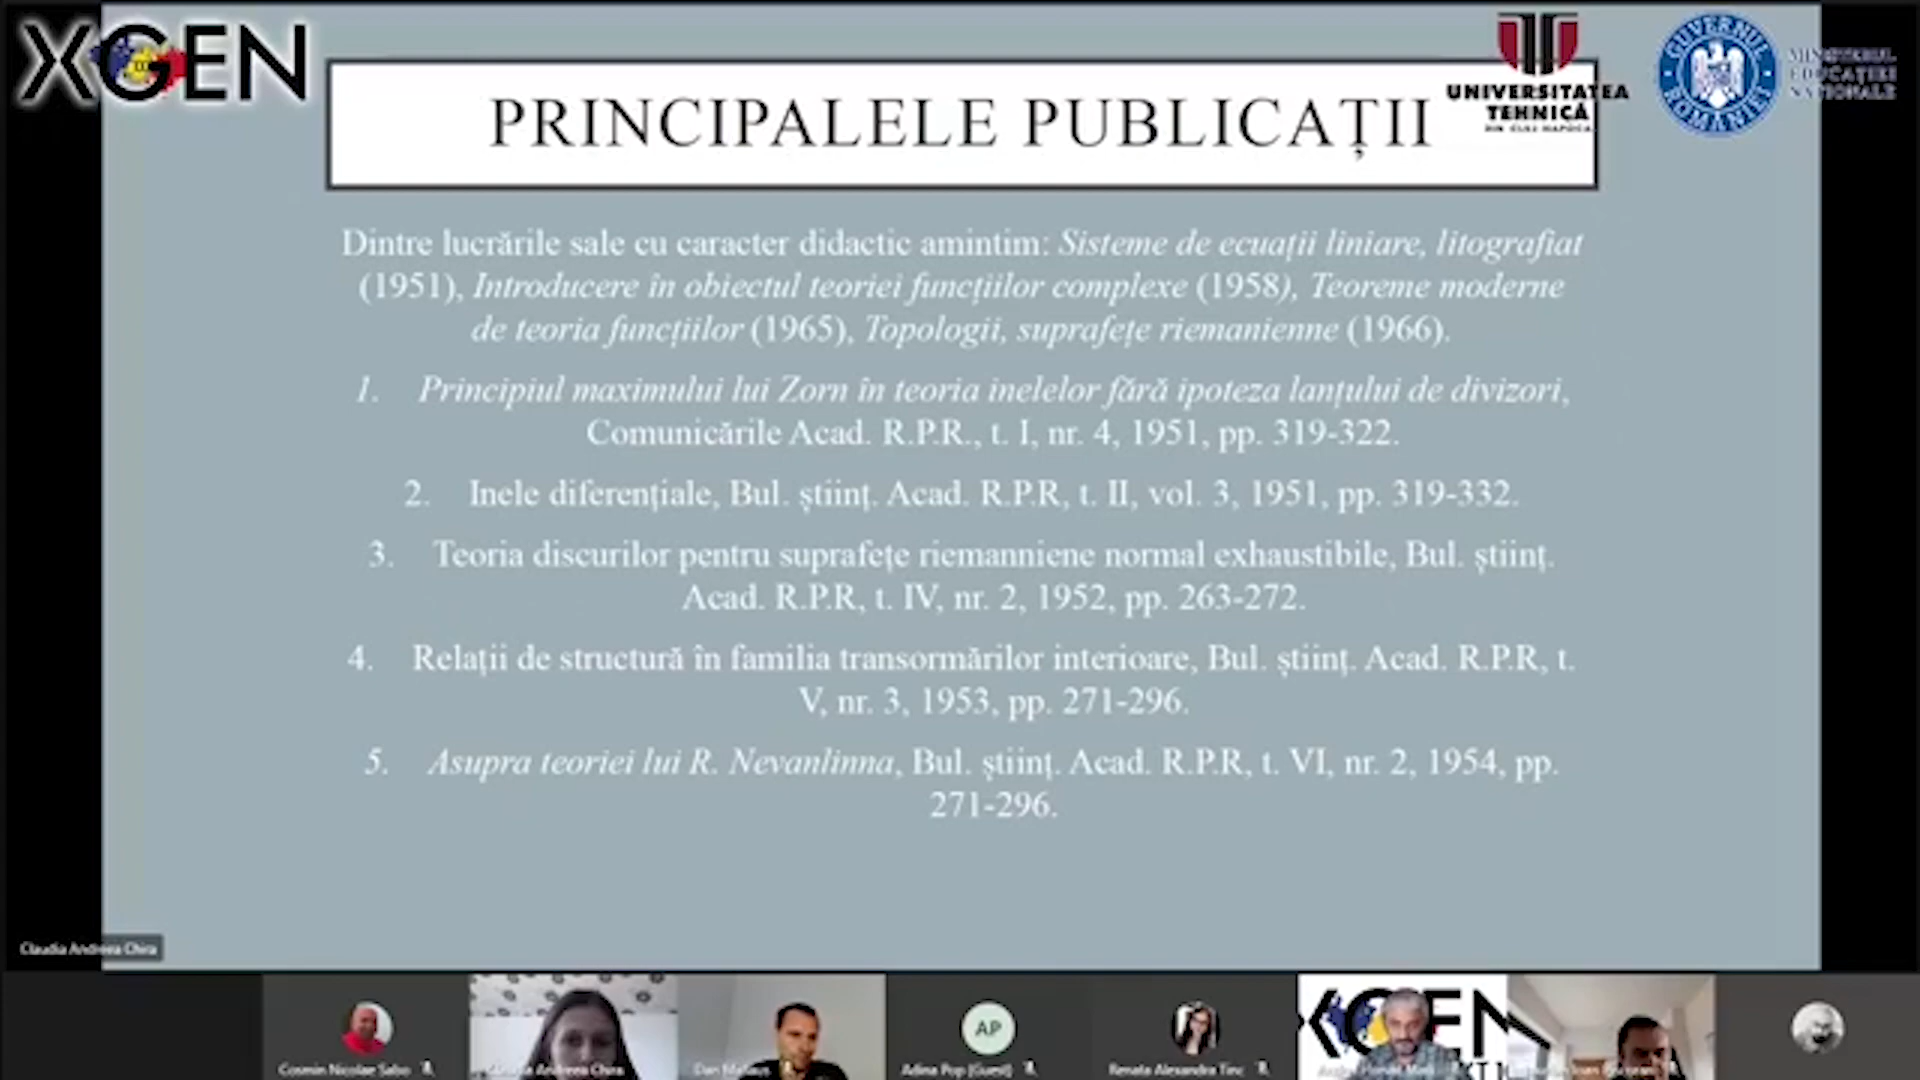 XGEN
UNIVERSITATEA
TEHNICĂ
DIN CLUJ NAPOCA
GUVERNUL ROMÂNIEI
MINISTERUL
EDUCAȚIEI
NAȚIONALE
PRINCIPALELE PUBLICAȚII
Dintre lucrările sale cu caracter didactic amintim: Sisteme de ecuații liniare, litografiat
(1951), Introducere în obiectul teoriei funcțiilor complexe (1958), Teoreme moderne
de teoria funcțiilor (1965), Topologii, suprafețe riemanienne (1966).
1. Principiul maximului lui Zorn în teoria inelelor fără ipoteza lanțului de divizori,
Comunicările Acad. R.P.R., t. I, nr. 4, 1951, pp. 319-322.
2. Inele diferențiale, Bul. științ. Acad. R.P.R, t. II, vol. 3, 1951, pp. 319-332.
3. Teoria discurilor pentru suprafețe riemanniene normal exhaustibile, Bul. științ.
Acad. R.P.R, t. IV, nr. 2, 1952, pp. 263-272.
4. Relații de structură în familia transormărilor interioare, Bul. științ. Acad. R.P.R, t.
V, nr. 3, 1953, pp. 271-296.
5. Asupra teoriei lui R. Nevanlinna, Bul. științ. Acad. R.P.R, t. VI, nr. 2, 1954, pp.
271-296.
Claudia Andreea Chira
AP
XGEN
Cosmin Nicolae Sabo
Andreea Chira
Dan
Adina Pop (Guest)
Renata Alexandra Tinc